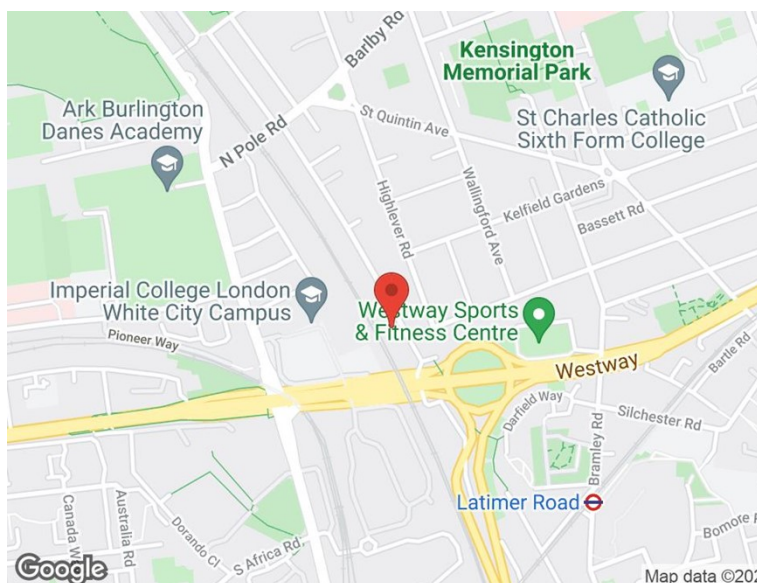 Barlby Rd
Kensington
Memorial Park
Ark Burlington
Danes Academy
N Pole Rd
St Quintin Ave
St Charles Catholic
Sixth Form College
Highlever Rd
Wallingford Ave
Kelfield Gardens
Bassett Rd
Imperial College London
White City Campus
Westway Sports
& Fitness Centre
Pioneer Way
Westway
Bartle Rd
Darfield Way
Silchester Rd
Bramley Rd
Latimer Road
Canada W
Australia Rd
Dorando Cl
S Africa Rd
Bomore R
Google
Map data ©202